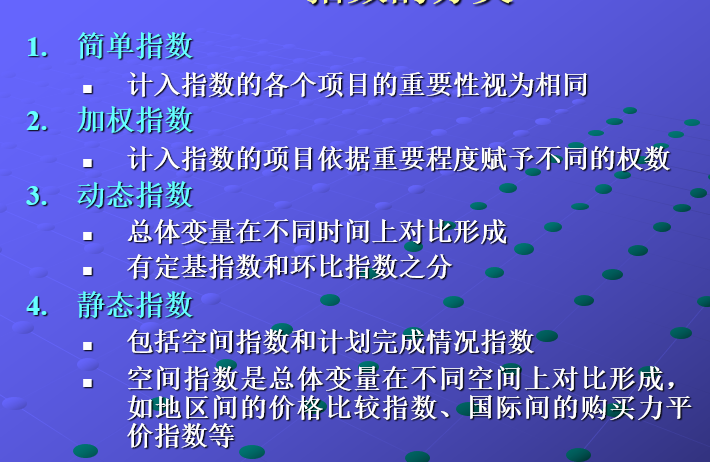 指数的分类
1. 简单指数
计入指数的各个项目的重要性视为相同
2. 加权指数
计入指数的项目依据重要程度赋予不同的权数
3. 动态指数
总体变量在不同时间上对比形成
有定基指数和环比指数之分
4. 静态指数
包括空间指数和计划完成情况指数
空间指数是总体变量在不同空间上对比形成，
如地区间的价格比较指数、国际间的购买力平
价指数等